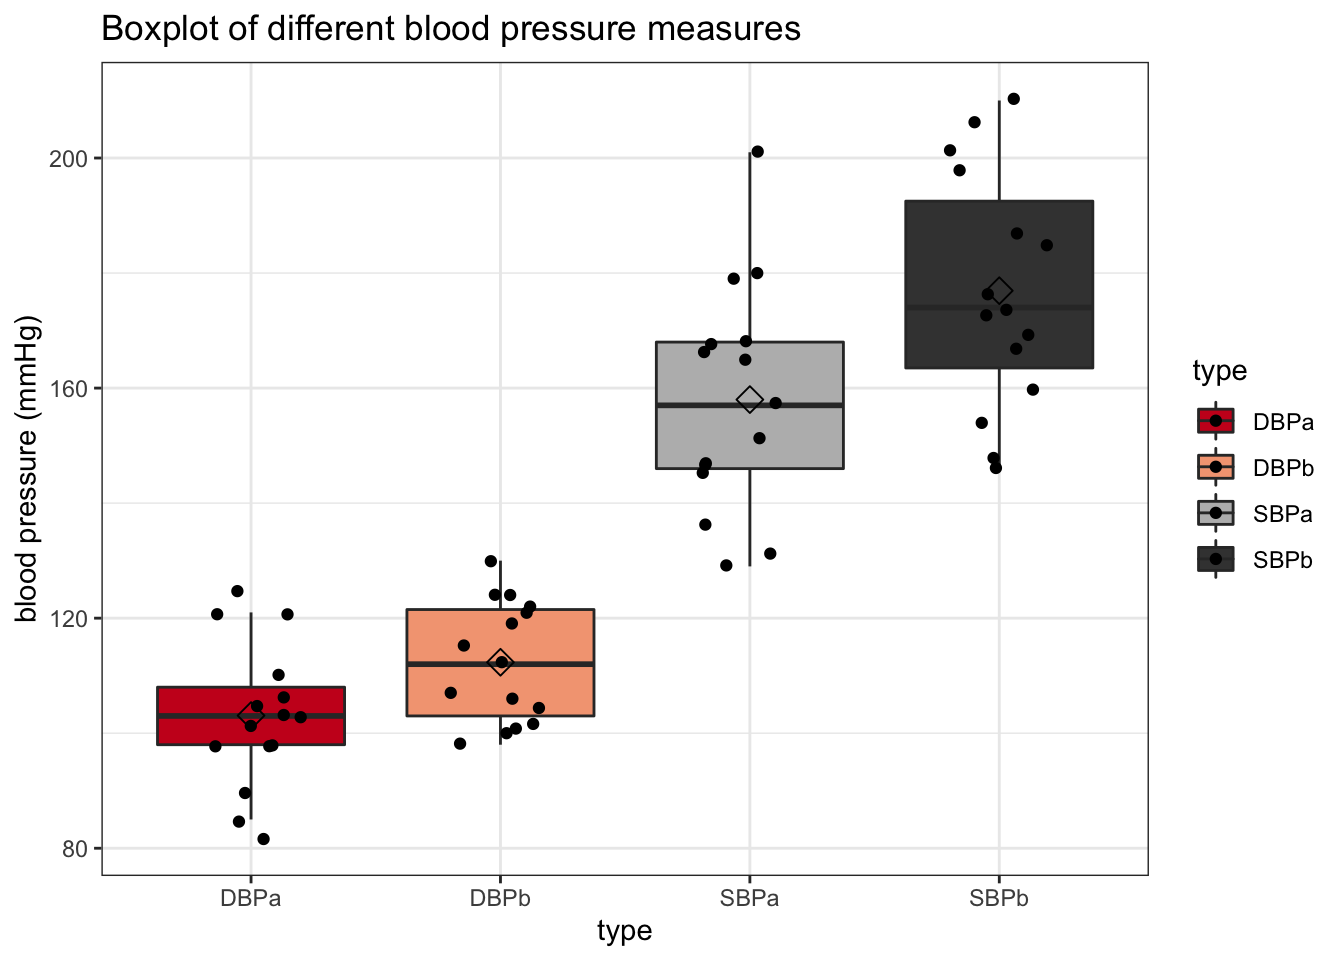 Boxplot of different blood pressure measures
blood pressure (mmHg)
200
160
120
80
DBPa DBPb SBPa SBPb
type
type
DBPa
DBPb
SBPa
SBPb